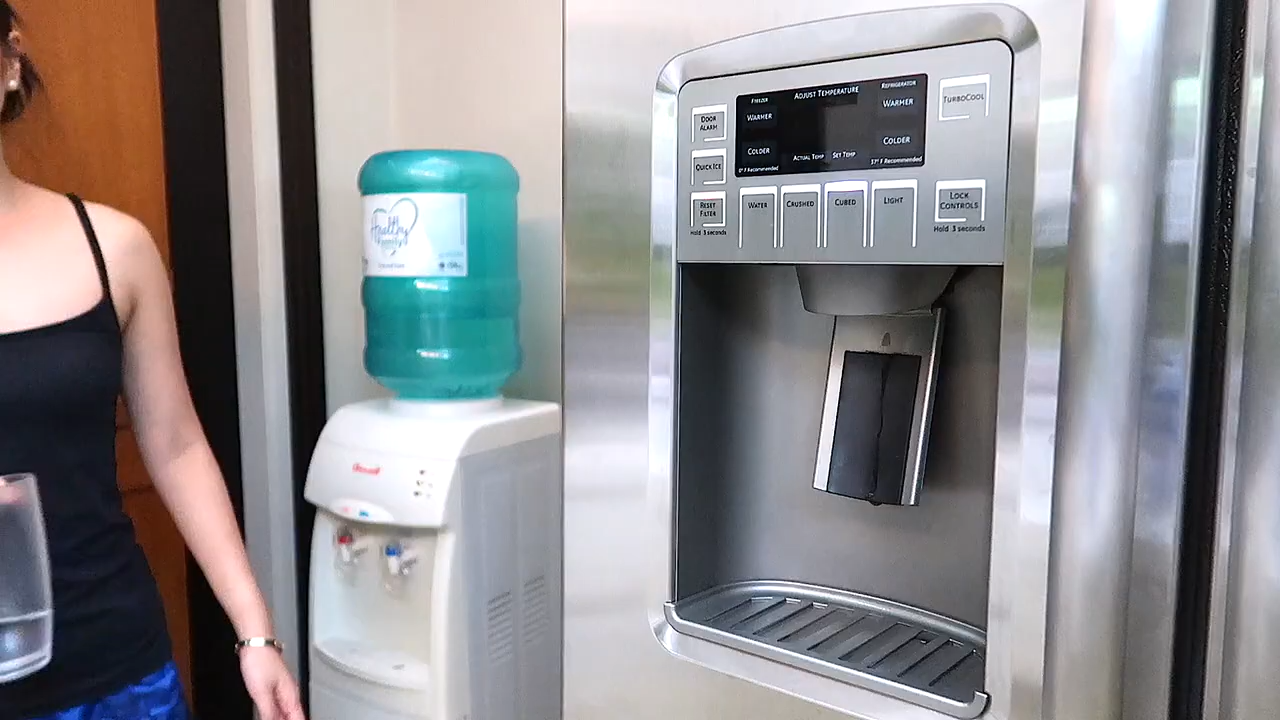 Healthy
Family
DOOR
ALARM
QUICK ICE
RESET
FILTER
Hold 3 seconds
FREEZER
WARMER
COLDER
0° F Recommended
ADJUST TEMPERATURE
ACTUAL TEMP SET TEMP
REFRIGERATOR
WARMER
COLDER
37° F Recommended
TURBOCOOL
WATER
CRUSHED
CUBED
LIGHT
LOCK
CONTROLS
Hold 3 seconds